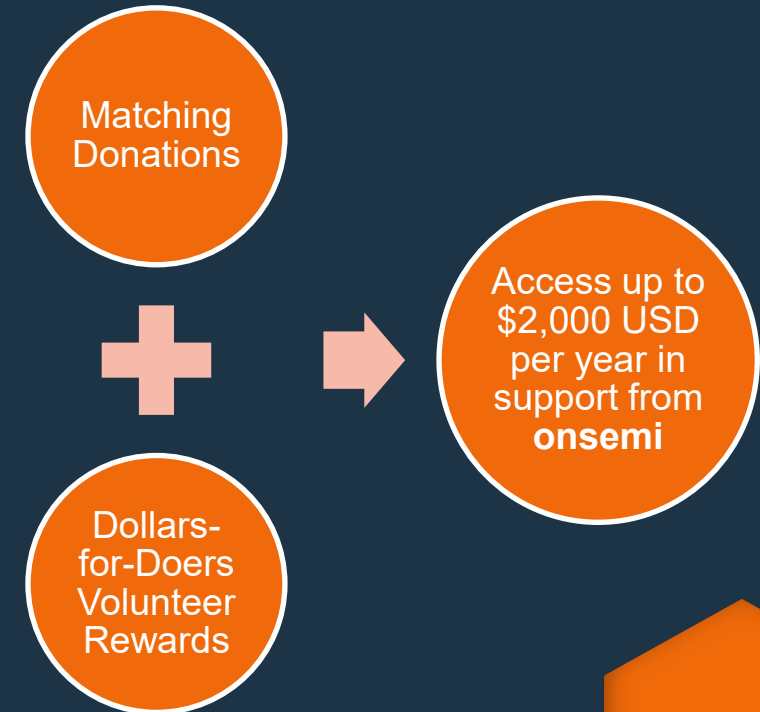 Matching
Donations
Dollars-
for-Doers
Volunteer
Rewards
Access up to
$2,000 USD
per year in
support from
onsemi